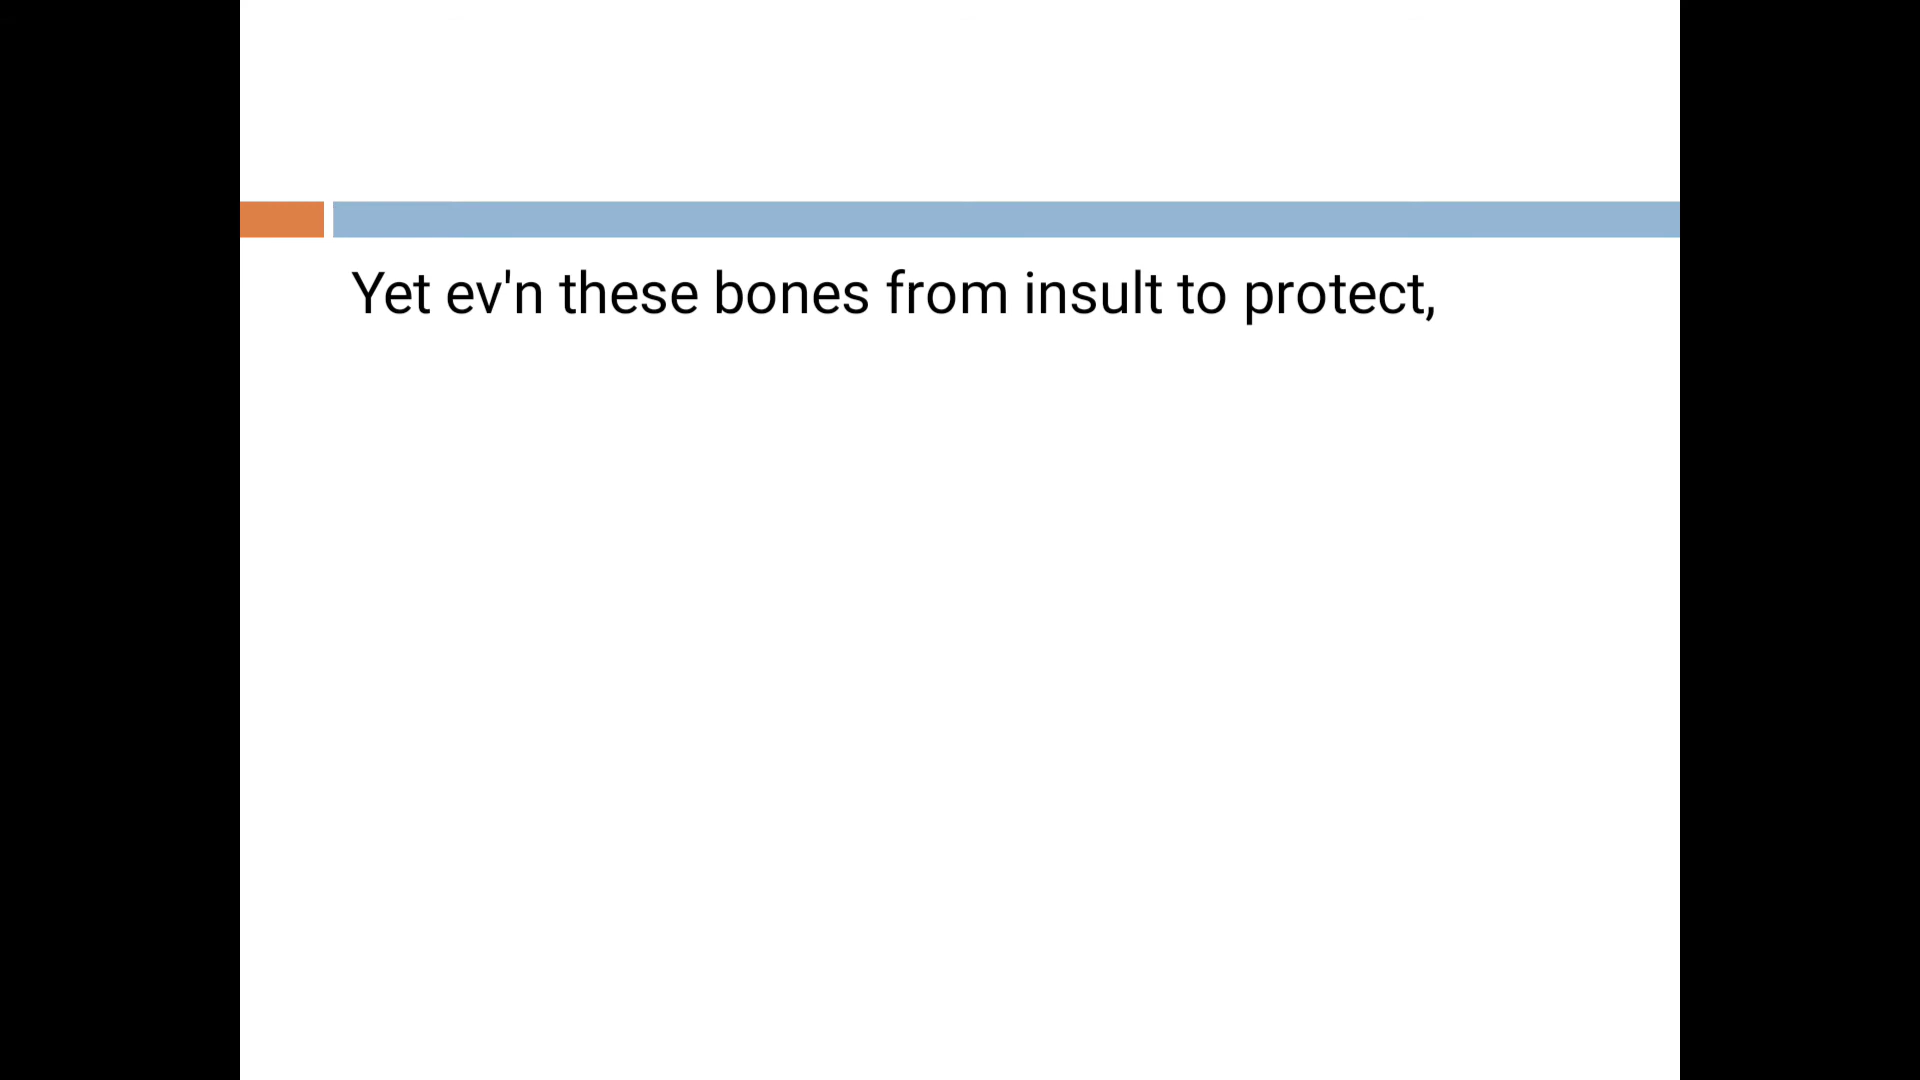 Yet ev'n these bones from insult to protect,